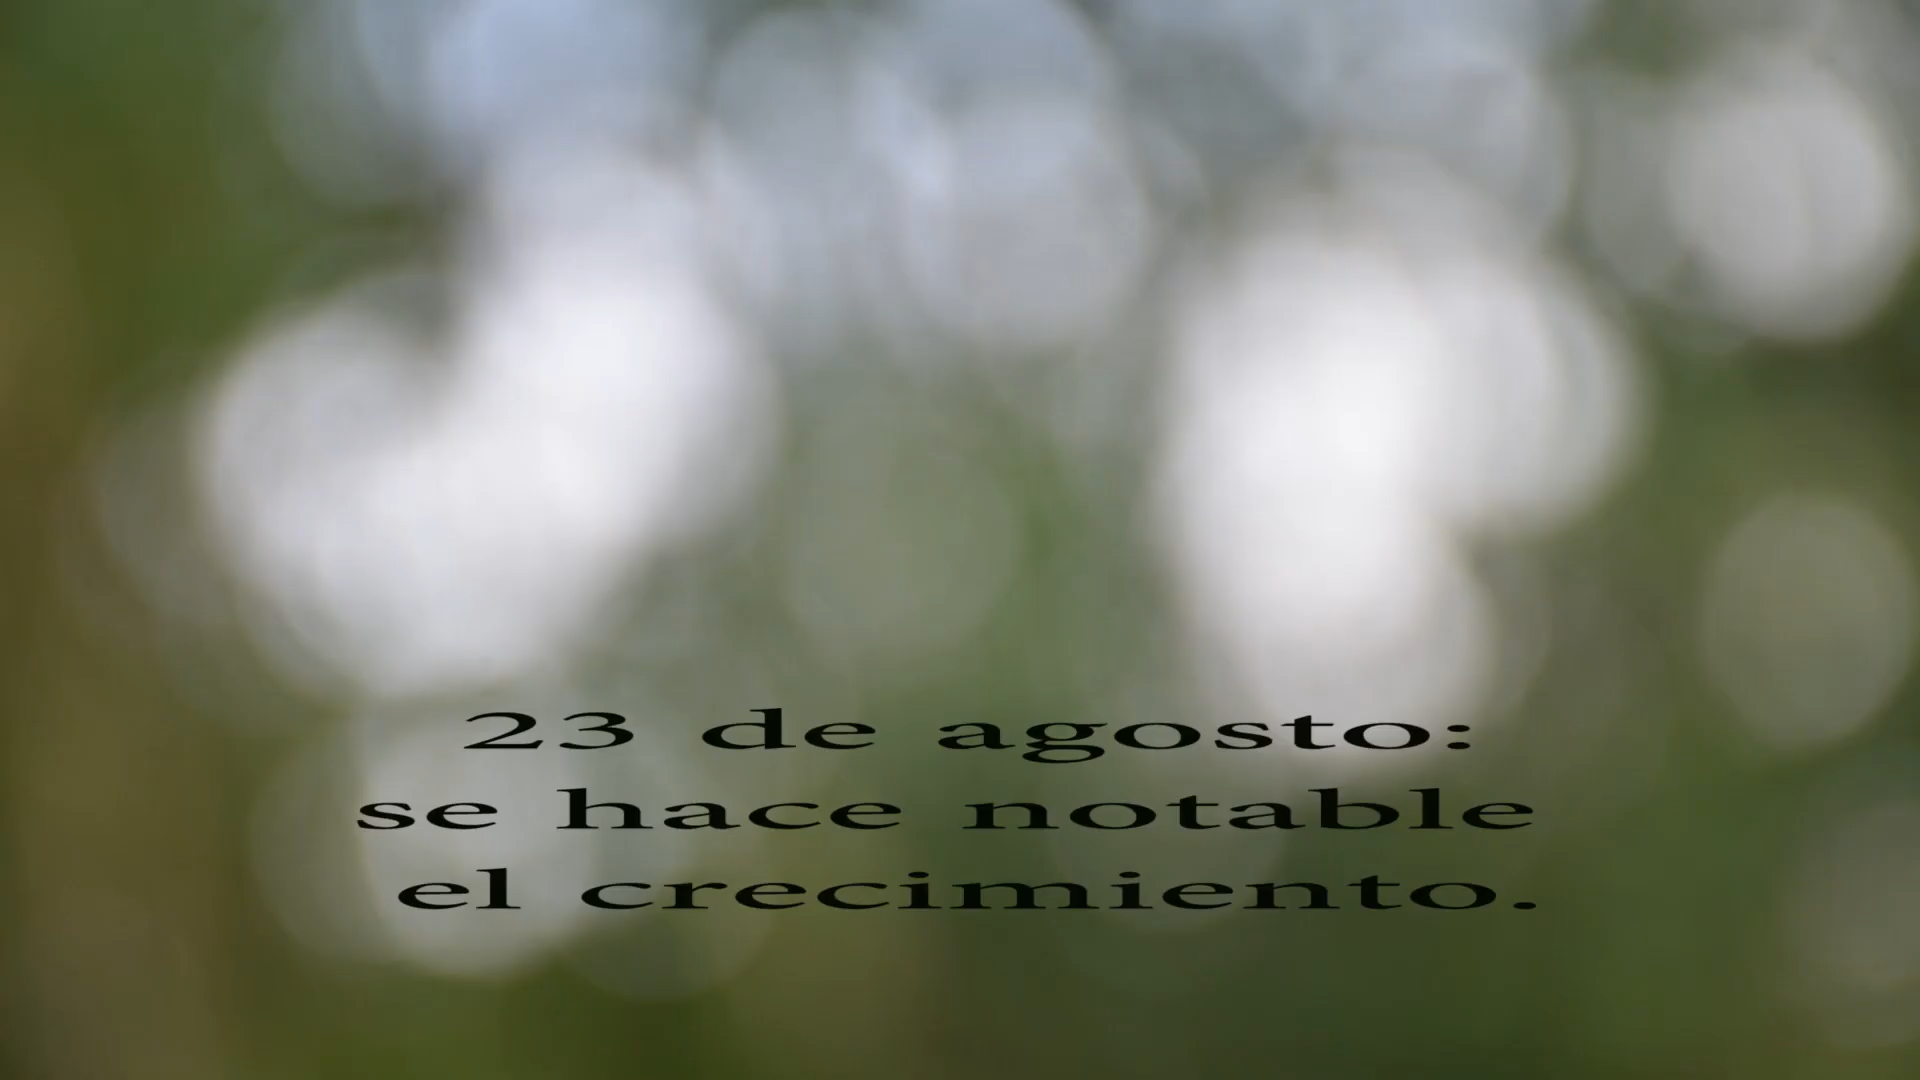 23 de agosto:
se hace notable
el crecimiento.